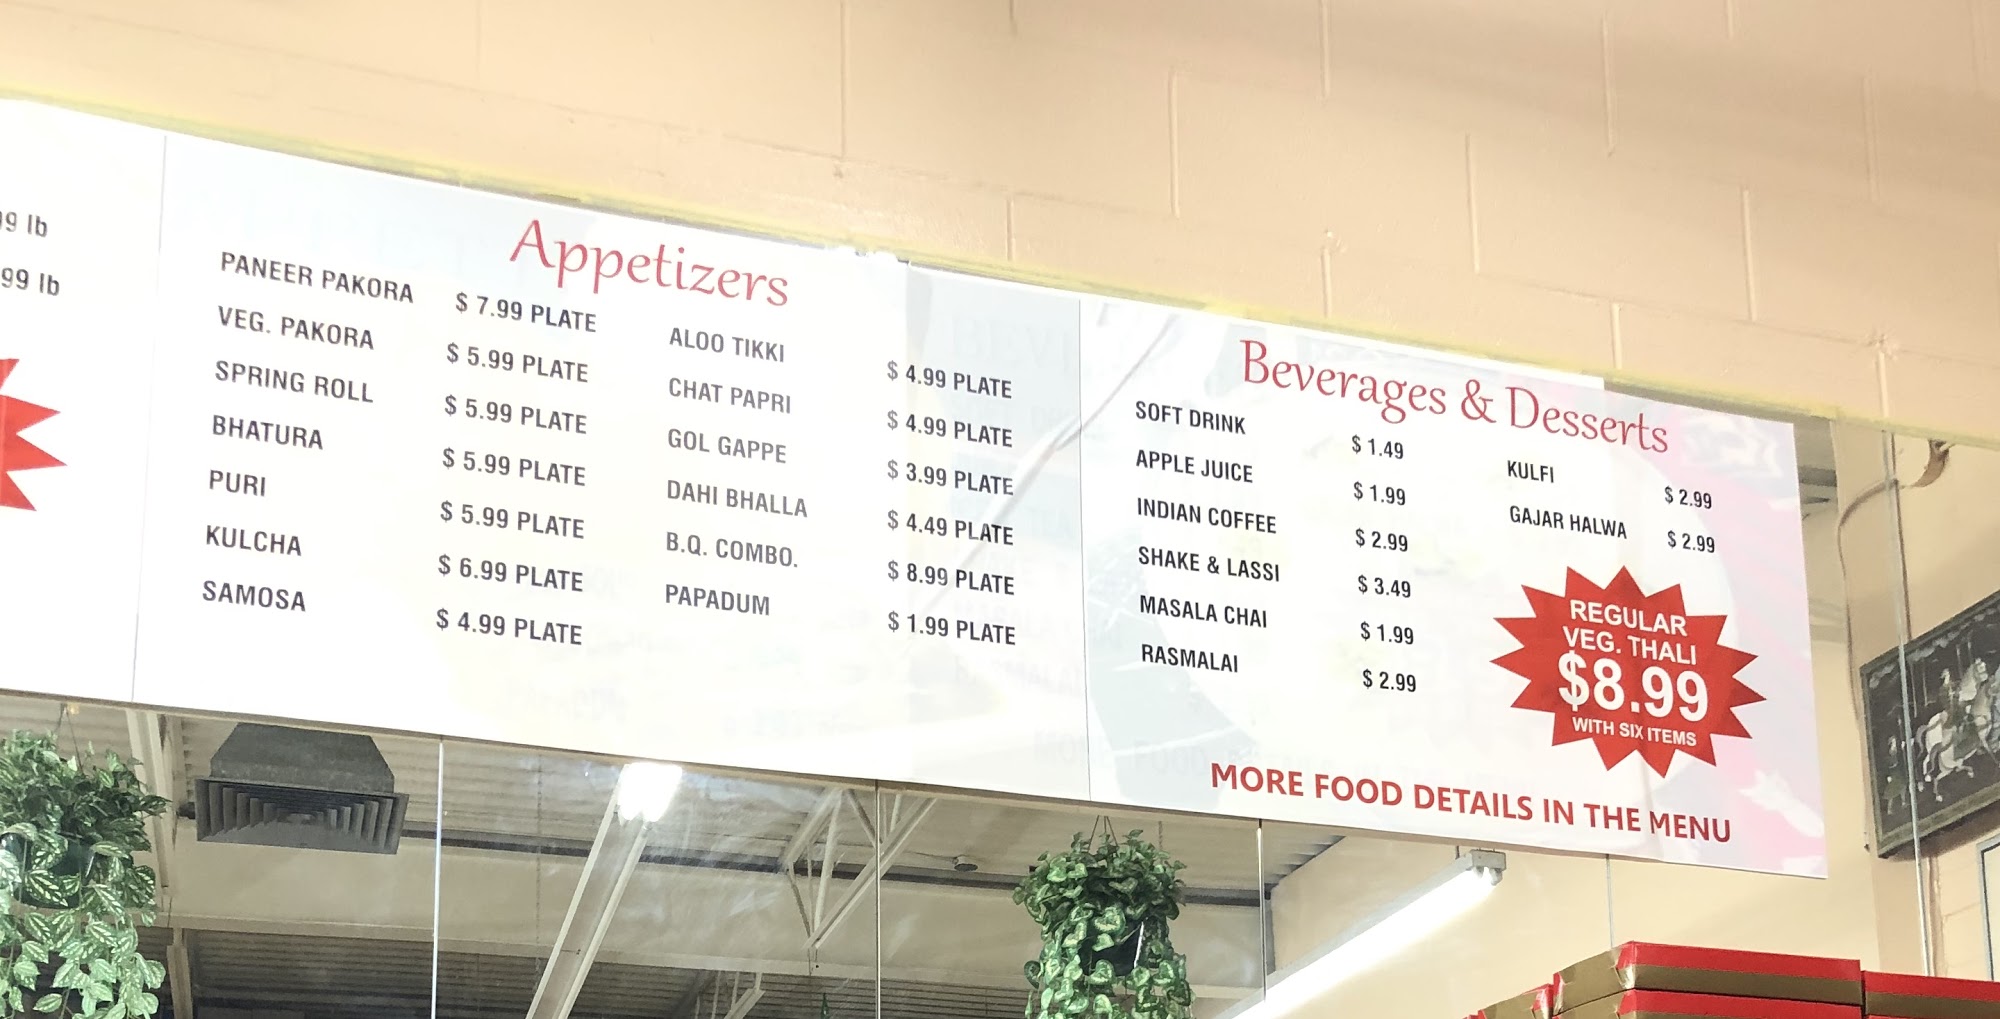 99 lb
Appetizers
PANEER PAKORA $ 7.99 PLATE
VEG. PAKORA $ 5.99 PLATE
SPRING ROLL $ 5.99 PLATE
BHATURA $ 5.99 PLATE
PURI $ 5.99 PLATE
KULCHA $ 6.99 PLATE
SAMOSA $ 4.99 PLATE
ALOO TIKKI $ 4.99 PLATE
CHAT PAPRI $ 4.99 PLATE
GOL GAPPE $ 3.99 PLATE
DAHI BHALLA $ 4.49 PLATE
B.Q. COMBO. $ 8.99 PLATE
PAPADUM $ 1.99 PLATE
Beverages & Desserts
SOFT DRINK $ 1.49
APPLE JUICE $ 1.99
INDIAN COFFEE $ 2.99
SHAKE & LASSI $ 3.49
MASALA CHAI $ 1.99
RASMALAI $ 2.99
KULFI $ 2.99
GAJAR HALWA $ 2.99
REGULAR
VEG. THALI
$8.99
WITH SIX ITEMS
MORE FOOD DETAILS IN THE MENU